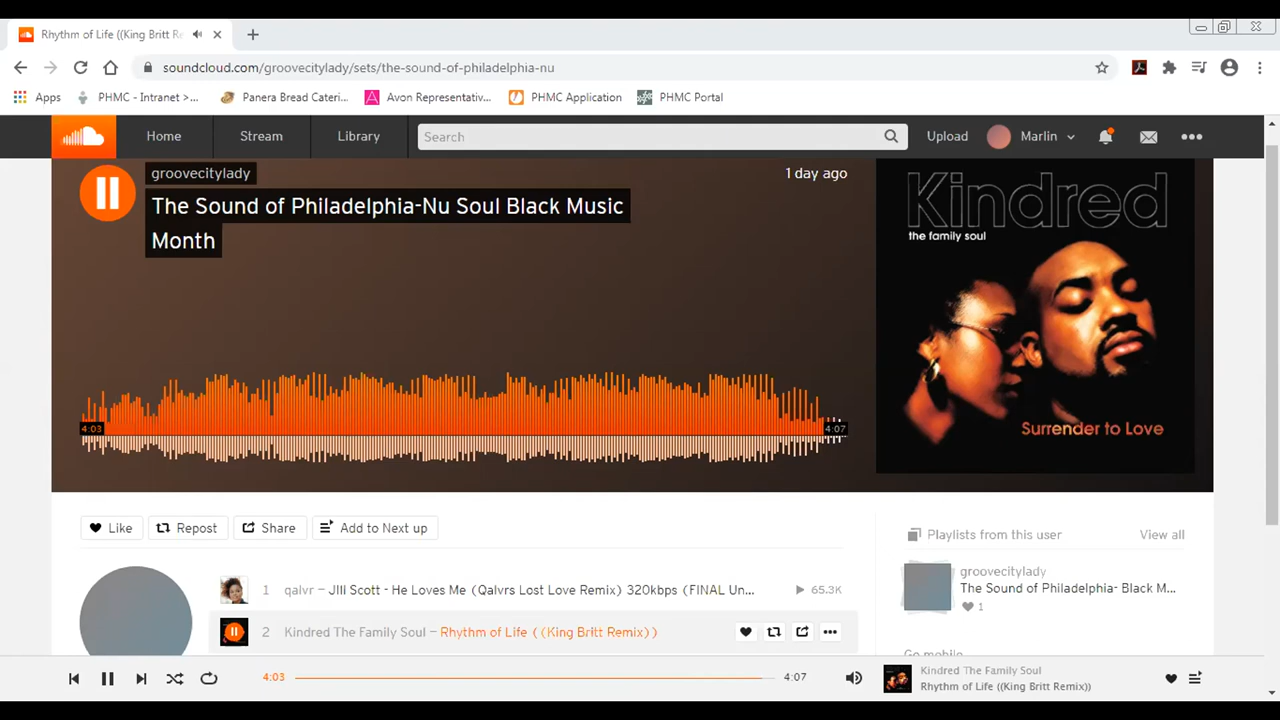 Rhythm of Life ((King Britt Re
soundcloud.com/groovecitylady/sets/the-sound-of-philadelphia-nu
Apps PHMC - Intranet >... Panera Bread Cateri... Avon Representativ... PHMC Application PHMC Portal
Home Stream Library Search Upload Marlin
groovecitylady
1 day ago
The Sound of Philadelphia-Nu Soul Black Music
Month
Kindred
the family soul
Surrender to Love
4:03 4:07
Like Repost Share Add to Next up
Playlists from this user View all
groovecitylady
The Sound of Philadelphia- Black M...
1
1 qalvr – JIll Scott - He Loves Me (Qalvrs Lost Love Remix) 320kbps (FINAL Un... 65.3K
2 Kindred The Family Soul – Rhythm of Life ((King Britt Remix))
Go mobile
4:03 4:07
Kindred The Family Soul
Rhythm of Life ((King Britt Remix))